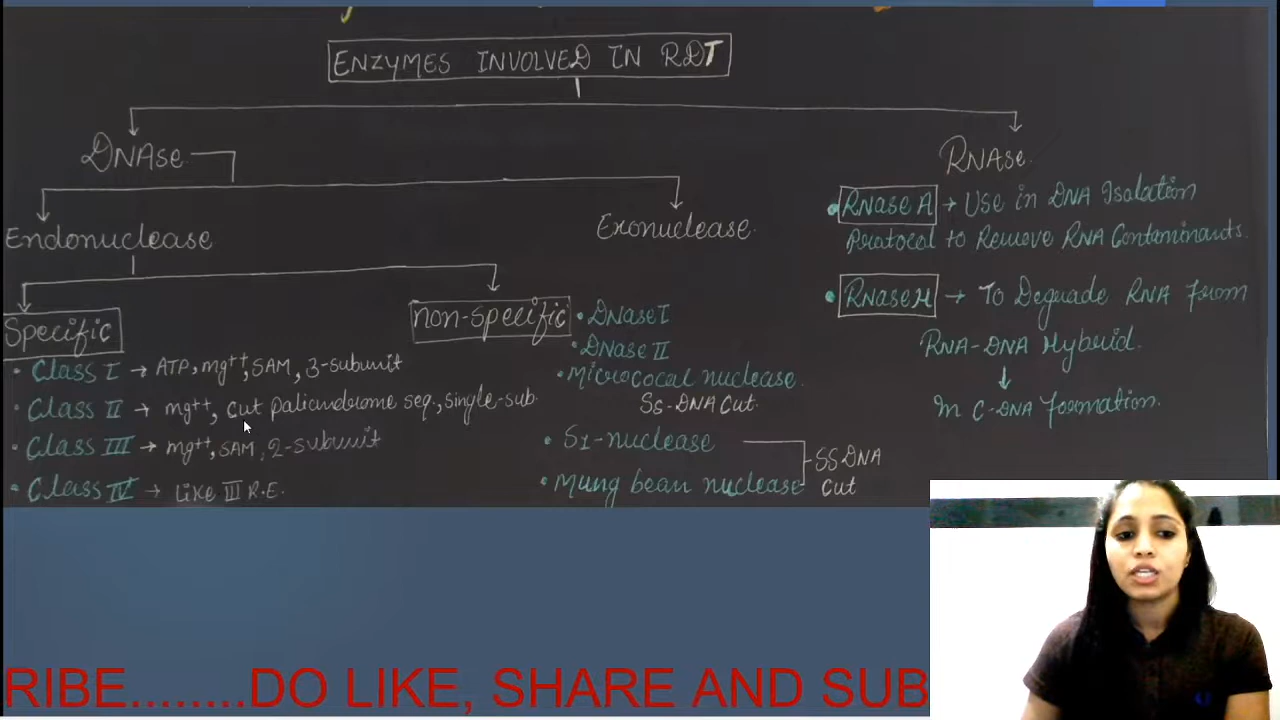 ENZYMES INVOLVED IN RDT
DNAse
RNAse
Endonuclease
Exonuclease
Specific
non-specific
• Class I → ATP, mg++, SAM, 3-subunit
• Class II → mg++, cut paliandrome seq., single-sub.
• Class III → mg++, SAM, 2-subunit
• Class IV → Like III R.E.
• DNase I
• DNase II
• Micrococal nuclease
SS-DNA cut.
• S1-nuclease
• Mung bean nuclease
SSDNA
cut
• RNase A → Use in DNA Isolation
Protocol to Remove RNA Contaminants.
• RNase H → To Degrade RNA from
RNA-DNA Hybrid.
↓
In C-DNA formation.
RIBE........DO LIKE, SHARE AND SUB